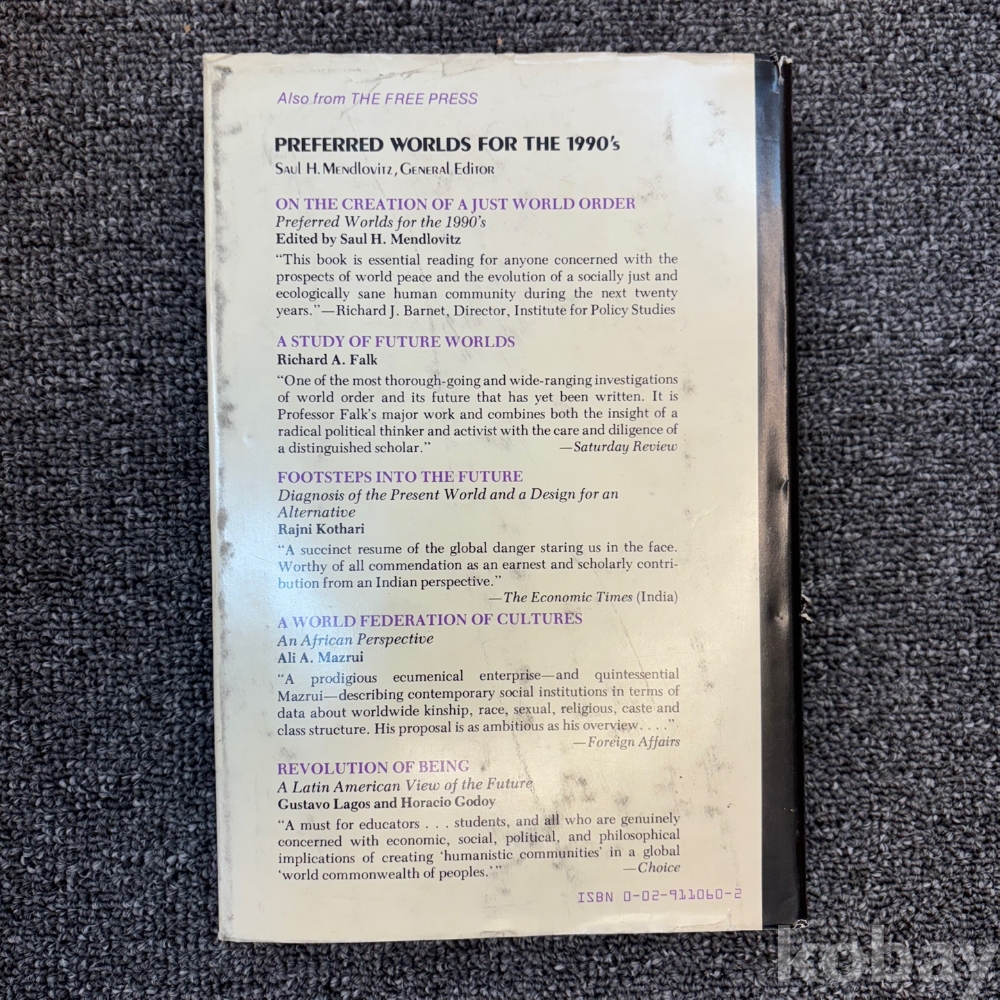 Also from THE FREE PRESS
PREFERRED WORLDS FOR THE 1990's
Saul H. Mendlovitz, General Editor
ON THE CREATION OF A JUST WORLD ORDER
Preferred Worlds for the 1990's
Edited by Saul H. Mendlovitz
"This book is essential reading for anyone concerned with the
prospects of world peace and the evolution of a socially just and
ecologically sane human community during the next twenty
years."—Richard J. Barnet, Director, Institute for Policy Studies
A STUDY OF FUTURE WORLDS
Richard A. Falk
"One of the most thorough-going and wide-ranging investigations
of world order and its future that has yet been written. It is
Professor Falk's major work and combines both the insight of a
radical political thinker and activist with the care and diligence of
a distinguished scholar." —Saturday Review
FOOTSTEPS INTO THE FUTURE
Diagnosis of the Present World and a Design for an
Alternative
Rajni Kothari
"A succinct resume of the global danger staring us in the face.
Worthy of all commendation as an earnest and scholarly contri-
bution from an Indian perspective."
—The Economic Times (India)
A WORLD FEDERATION OF CULTURES
An African Perspective
Ali A. Mazrui
"A prodigious ecumenical enterprise—and quintessential
Mazrui—describing contemporary social institutions in terms of
data about worldwide kinship, race, sexual, religious, caste and
class structure. His proposal is as ambitious as his overview. . . ."
—Foreign Affairs
REVOLUTION OF BEING
A Latin American View of the Future
Gustavo Lagos and Horacio Godoy
"A must for educators . . . students, and all who are genuinely
concerned with economic, social, political, and philosophical
implications of creating 'humanistic communities' in a global
'world commonwealth of peoples.'" —Choice
ISBN 0-02-911060-2
kobay